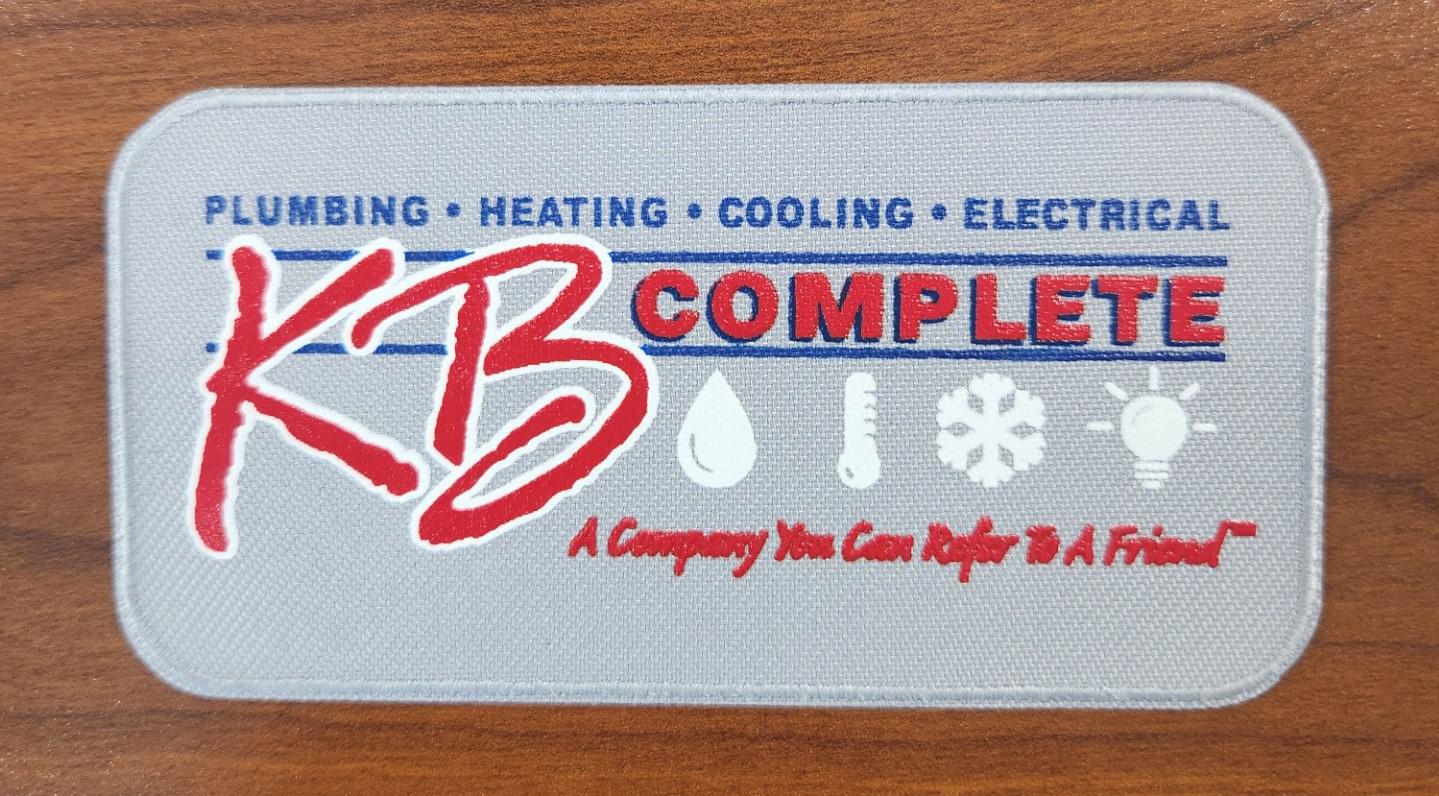 PLUMBING • HEATING • COOLING • ELECTRICAL
KB COMPLETE
A Company You Can Refer To A Friend™